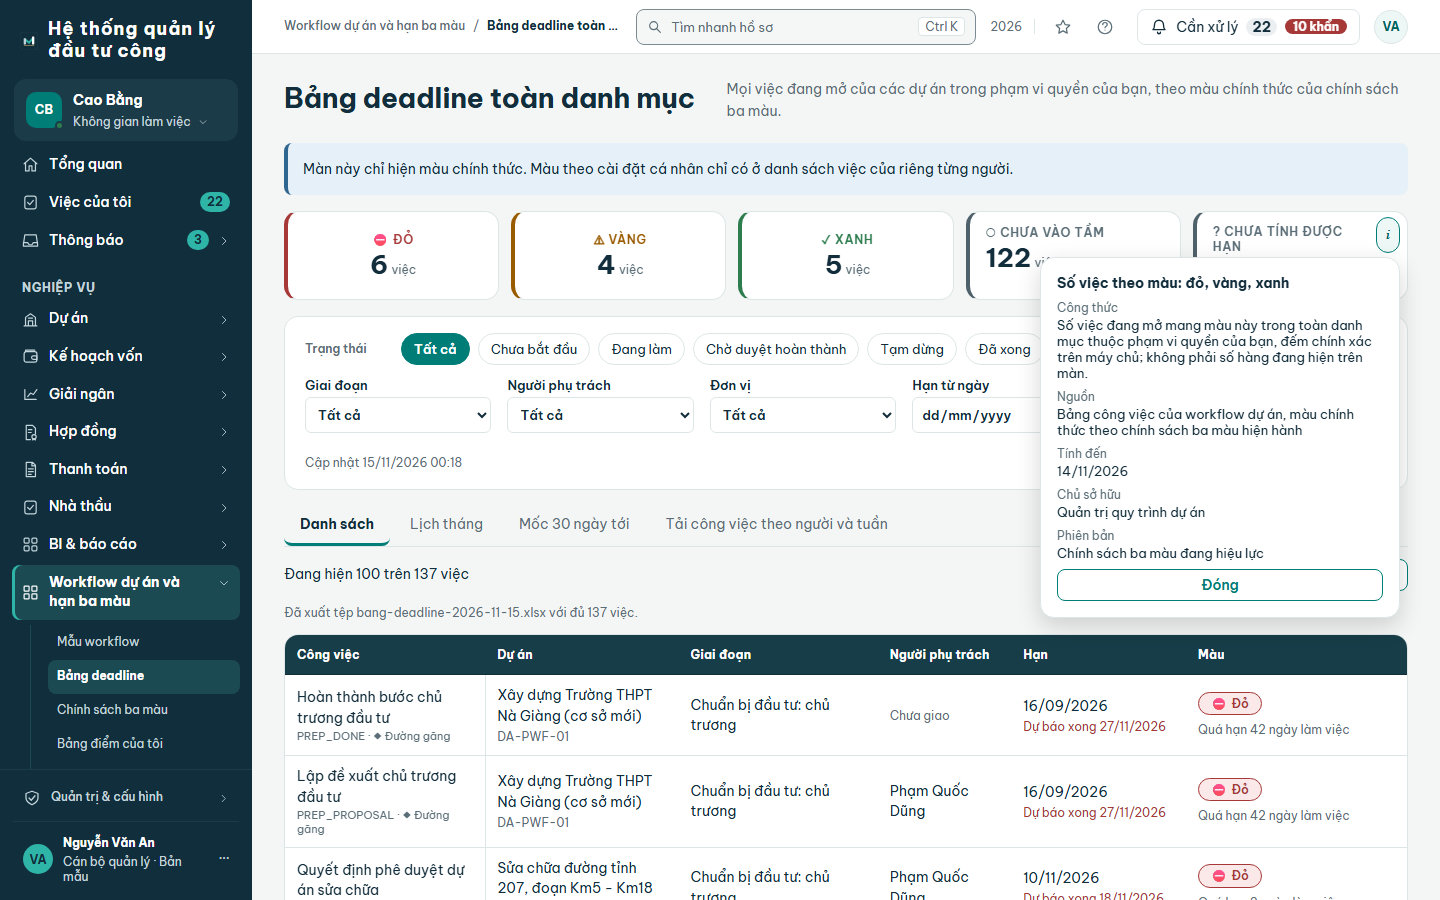 Hệ thống quản lý
đầu tư công
CB
Cao Bằng
Không gian làm việc
Tổng quan
Việc của tôi
22
Thông báo
3
NGHIỆP VỤ
Dự án
Kế hoạch vốn
Giải ngân
Hợp đồng
Thanh toán
Nhà thầu
BI & báo cáo
Workflow dự án và
hạn ba màu
Mẫu workflow
Bảng deadline
Chính sách ba màu
Bảng điểm của tôi
Quản trị & cấu hình
VA
Nguyễn Văn An
Cán bộ quản lý · Bản
mẫu
Workflow dự án và hạn ba màu / Bảng deadline toàn ...
Tìm nhanh hồ sơ
Ctrl K
2026
Cần xử lý 22 10 khẩn
VA
Bảng deadline toàn danh mục
Mọi việc đang mở của các dự án trong phạm vi quyền của bạn, theo màu chính thức của chính sách
ba màu.
Màn này chỉ hiện màu chính thức. Màu theo cài đặt cá nhân chỉ có ở danh sách việc của riêng từng người.
ĐỎ
6 việc
VÀNG
4 việc
XANH
5 việc
CHƯA VÀO TẦM
122
? CHƯA TÍNH ĐƯỢC
HẠN
i
Trạng thái
Tất cả
Chưa bắt đầu
Đang làm
Chờ duyệt hoàn thành
Tạm dừng
Đã xong
Giai đoạn
Người phụ trách
Đơn vị
Hạn từ ngày
Tất cả
Tất cả
Tất cả
dd/mm/yyyy
Cập nhật 15/11/2026 00:18
Số việc theo màu: đỏ, vàng, xanh
Công thức
Số việc đang mở mang màu này trong toàn danh
mục thuộc phạm vi quyền của bạn, đếm chính xác
trên máy chủ; không phải số hàng đang hiện trên
màn.
Nguồn
Bảng công việc của workflow dự án, màu chính
thức theo chính sách ba màu hiện hành
Tính đến
14/11/2026
Chủ sở hữu
Quản trị quy trình dự án
Phiên bản
Chính sách ba màu đang hiệu lực
Đóng
Danh sách
Lịch tháng
Mốc 30 ngày tới
Tải công việc theo người và tuần
Đang hiện 100 trên 137 việc
Đã xuất tệp bang-deadline-2026-11-15.xlsx với đủ 137 việc.
Công việc
Dự án
Giai đoạn
Người phụ trách
Hạn
Màu
Hoàn thành bước chủ
trương đầu tư
PREP_DONE · ◆ Đường găng
Xây dựng Trường THPT
Nà Giàng (cơ sở mới)
DA-PWF-01
Chuẩn bị đầu tư: chủ
trương
Chưa giao
16/09/2026
Dự báo xong 27/11/2026
Đỏ
Quá hạn 42 ngày làm việc
Lập đề xuất chủ trương
đầu tư
PREP_PROPOSAL · ◆ Đường
găng
Xây dựng Trường THPT
Nà Giàng (cơ sở mới)
DA-PWF-01
Chuẩn bị đầu tư: chủ
trương
Phạm Quốc
Dũng
16/09/2026
Dự báo xong 27/11/2026
Đỏ
Quá hạn 42 ngày làm việc
Quyết định phê duyệt dự
án sửa chữa
Sửa chữa đường tỉnh
207, đoạn Km5 - Km18
Chuẩn bị đầu tư: chủ
trương
Phạm Quốc
Dũng
10/11/2026
Dự báo xong 18/11/2026
Đỏ